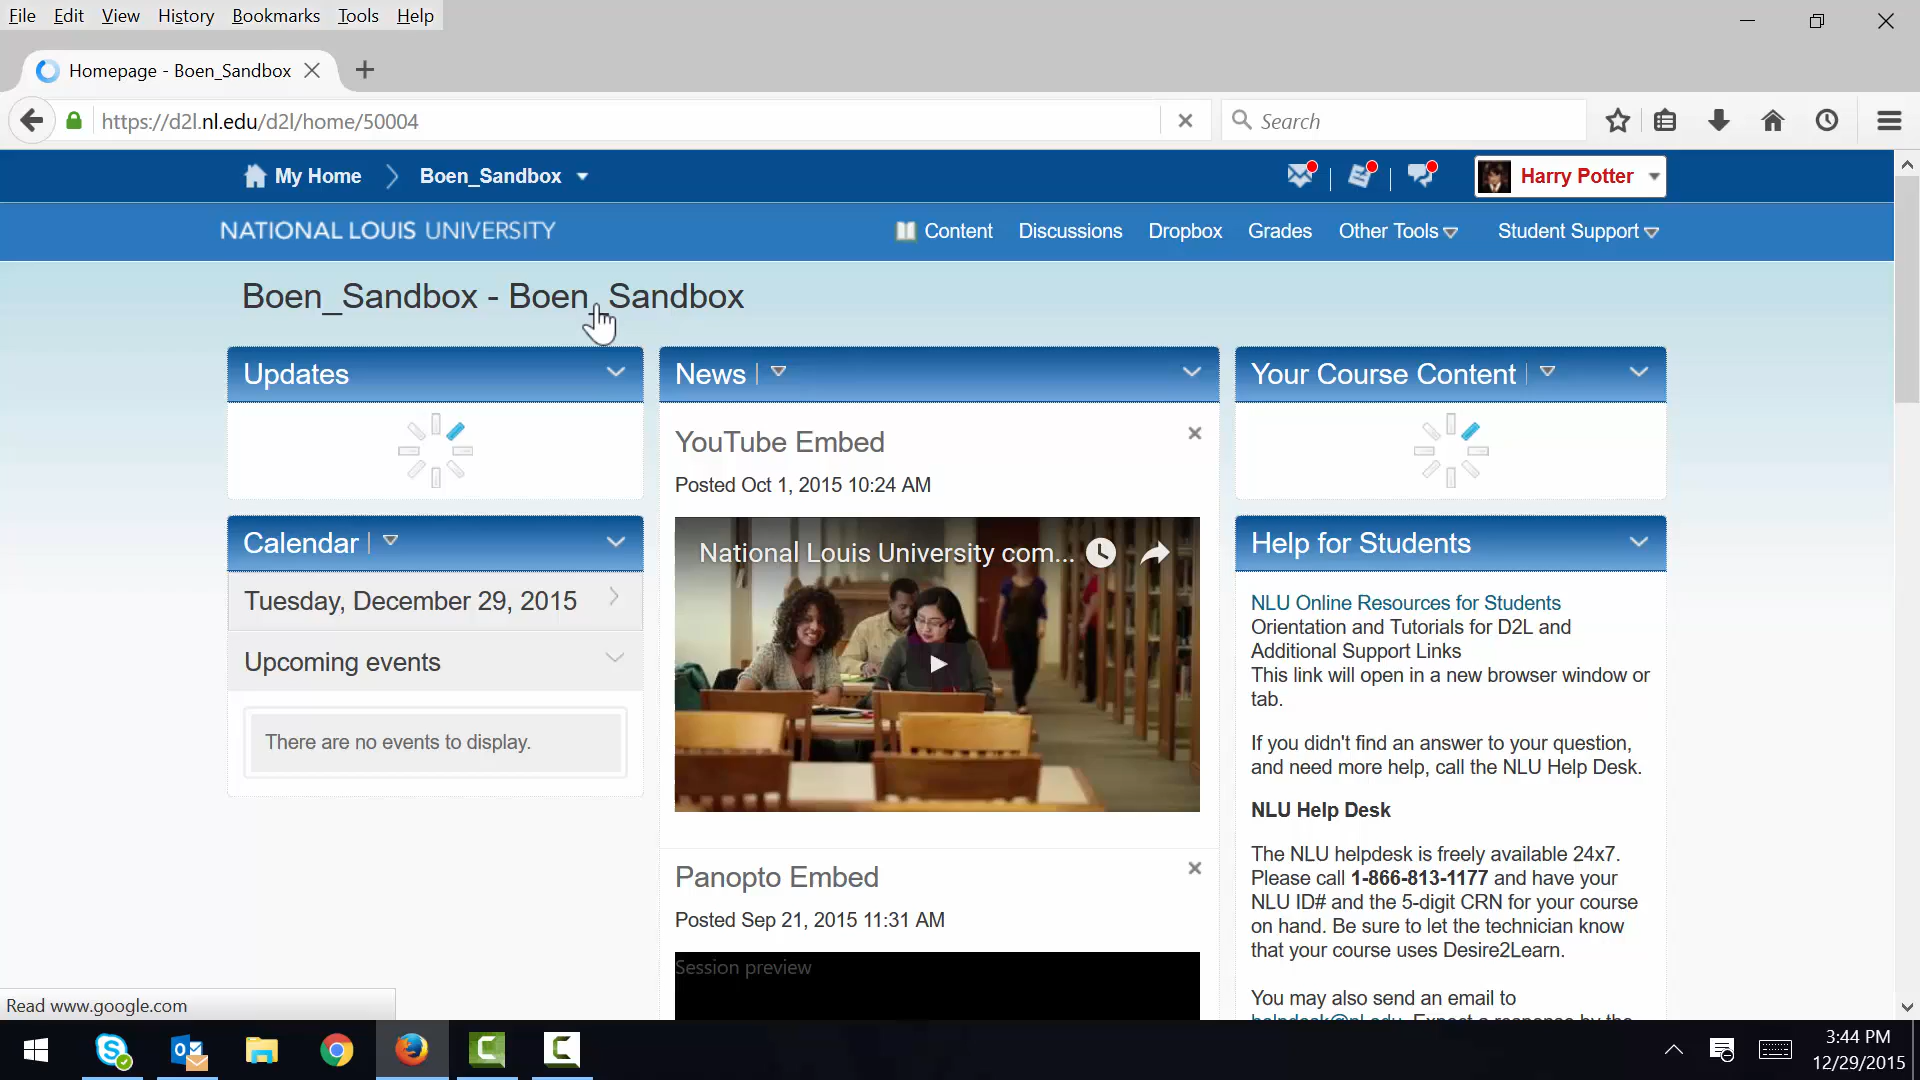 File Edit View History Bookmarks Tools Help
Homepage - Boen_Sandbox
https://d2l.nl.edu/d2l/home/50004
Search
My Home
Boen_Sandbox
Harry Potter
NATIONAL LOUIS UNIVERSITY
Content Discussions Dropbox Grades Other Tools Student Support
Boen_Sandbox - Boen_Sandbox
Updates
Calendar
Tuesday, December 29, 2015
Upcoming events
There are no events to display.
News
YouTube Embed
Posted Oct 1, 2015 10:24 AM
National Louis University com...
Panopto Embed
Posted Sep 21, 2015 11:31 AM
Session preview
Your Course Content
Help for Students
NLU Online Resources for Students
Orientation and Tutorials for D2L and
Additional Support Links
This link will open in a new browser window or
tab.
If you didn't find an answer to your question,
and need more help, call the NLU Help Desk.
NLU Help Desk
The NLU helpdesk is freely available 24x7.
Please call 1-866-813-1177 and have your
NLU ID# and the 5-digit CRN for your course
on hand. Be sure to let the technician know
that your course uses Desire2Learn.
You may also send an email to
helpdesk@nl.edu. Expect a response by the
Read www.google.com
3:44 PM
12/29/2015